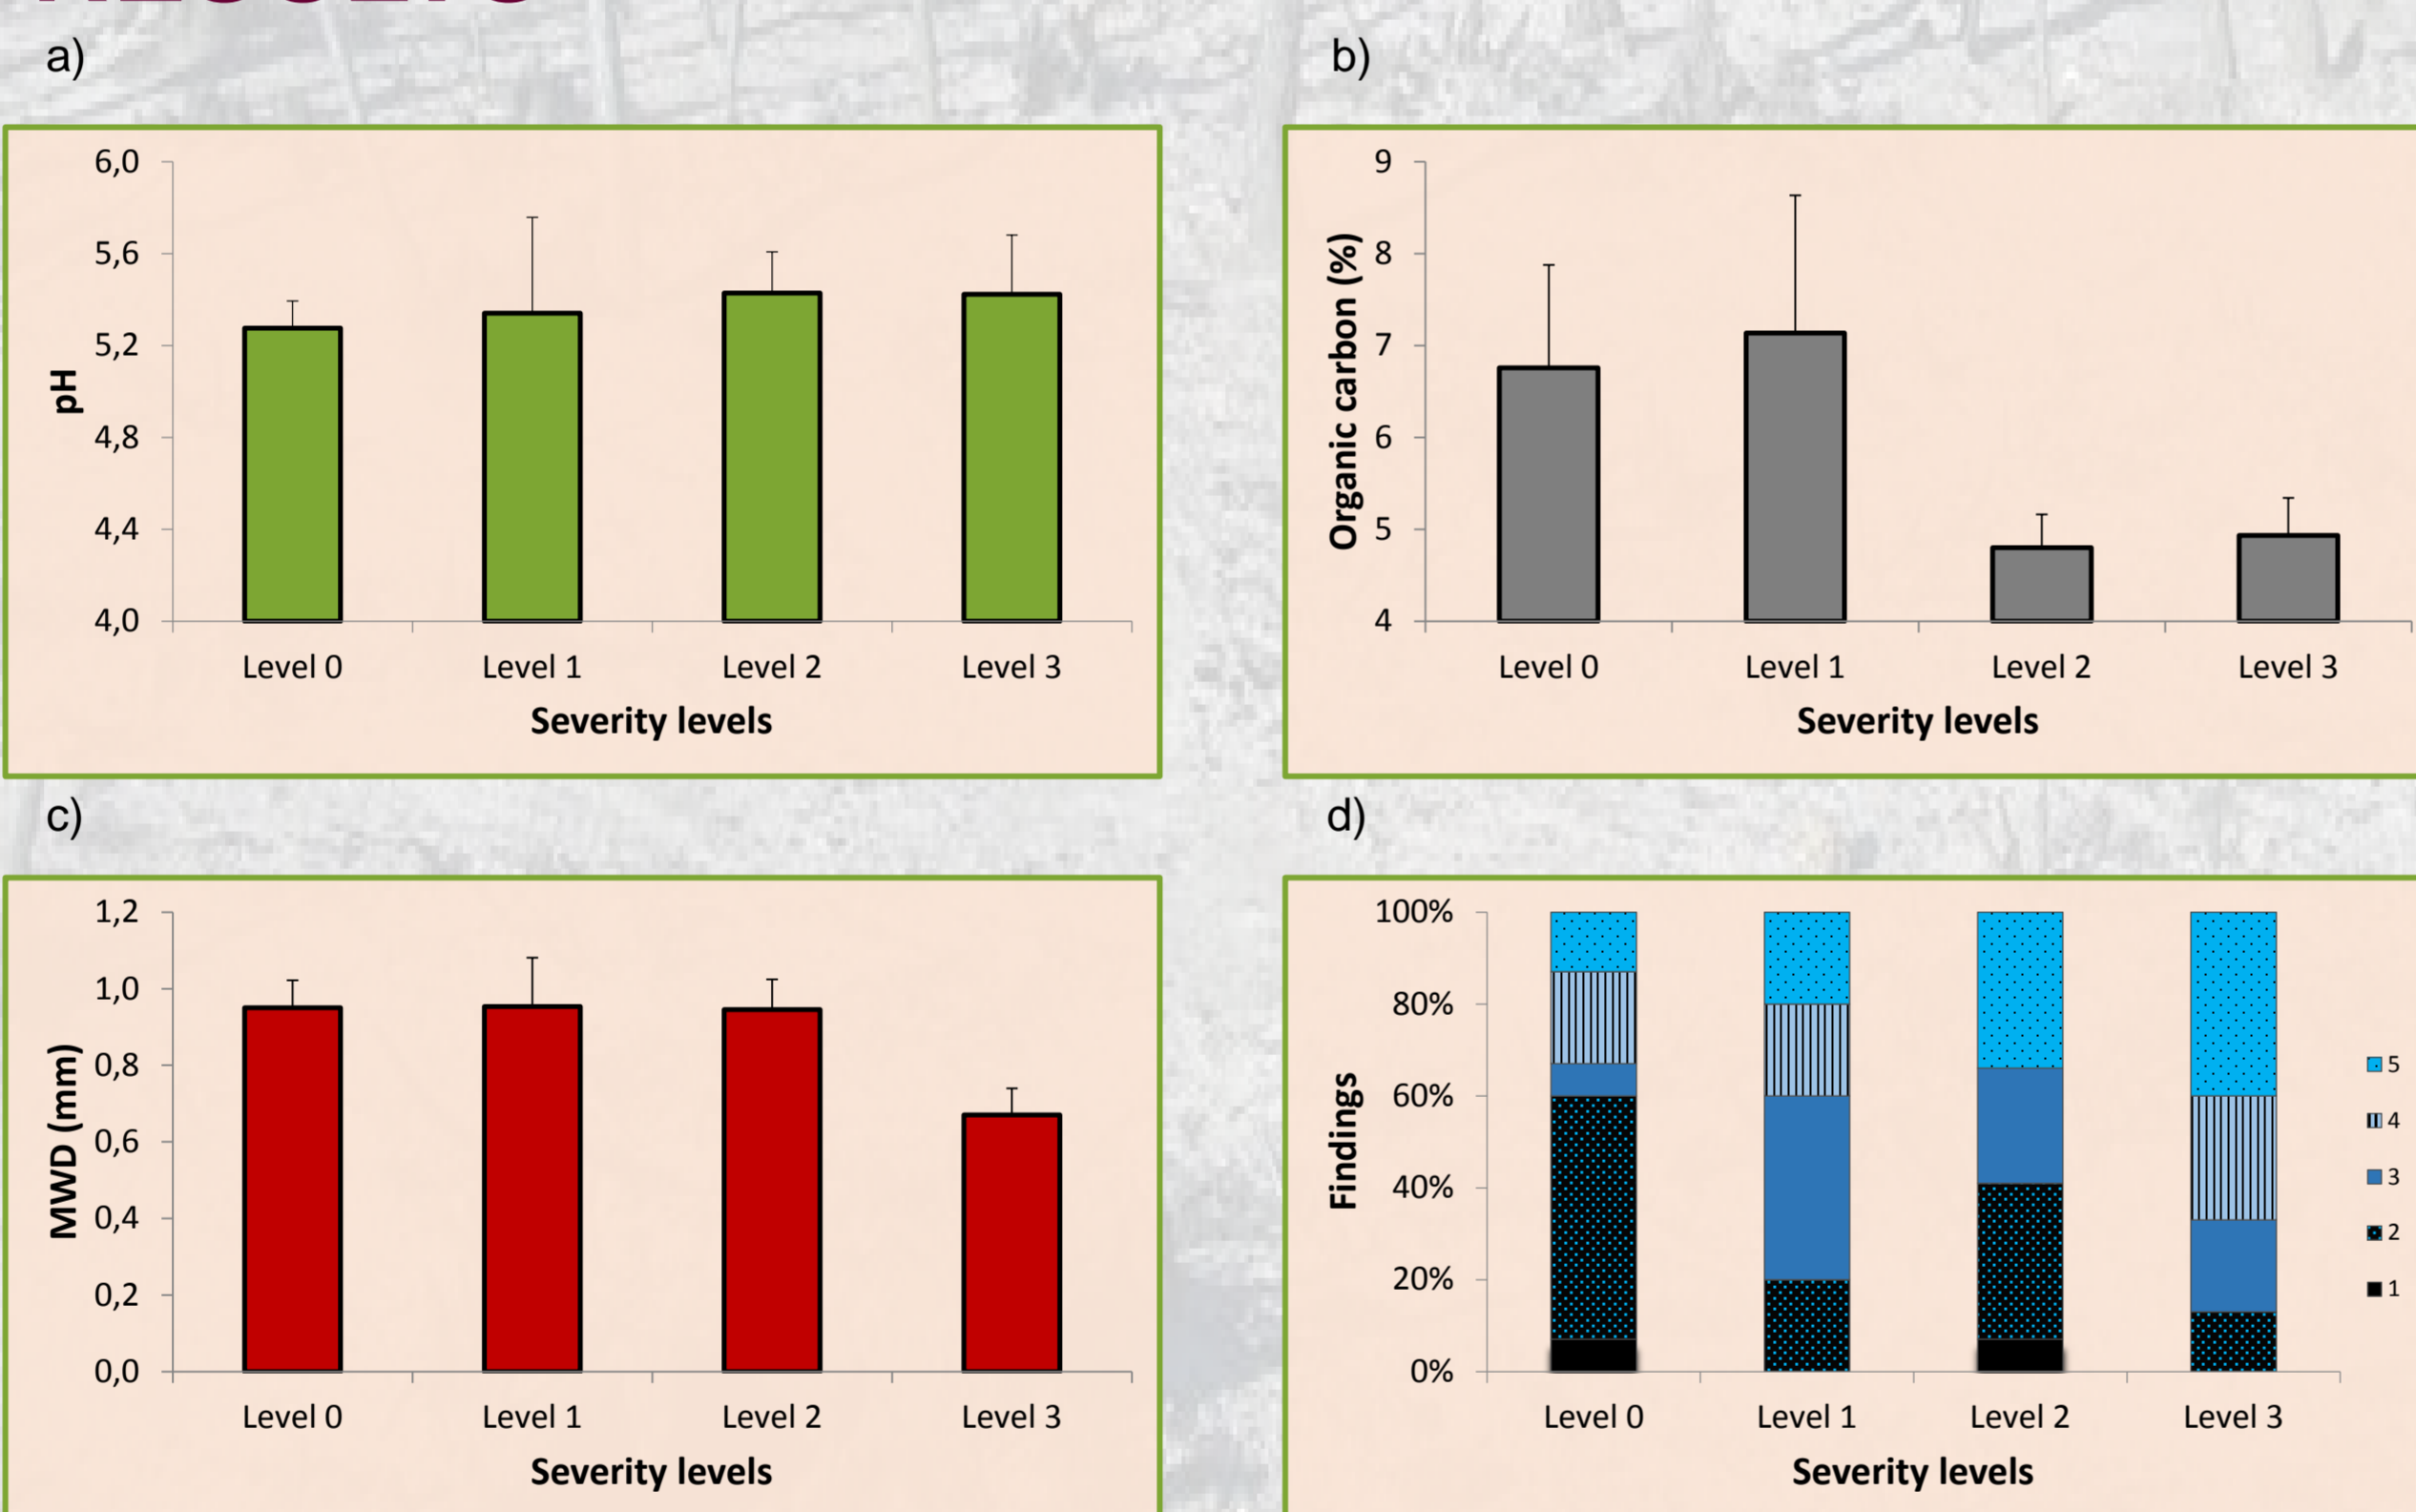 a)
6,0
5,6
5,2
4,8
4,4
4,0
pH
Level 0 Level 1 Level 2 Level 3
Severity levels
b)
9
8
7
6
5
4
Organic carbon (%)
Level 0 Level 1 Level 2 Level 3
Severity levels
c)
1,2
1,0
0,8
0,6
0,4
0,2
0,0
MWD (mm)
Level 0 Level 1 Level 2 Level 3
Severity levels
d)
100%
80%
60%
40%
20%
0%
Findings
Level 0 Level 1 Level 2 Level 3
Severity levels
5
4
3
2
1